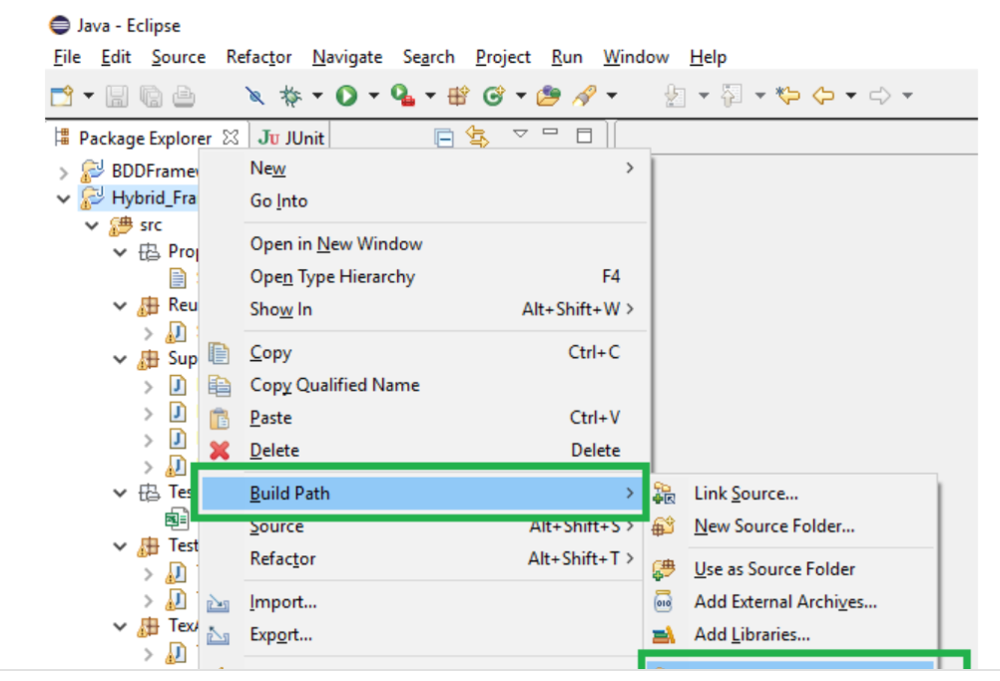 Java - Eclipse
File Edit Source Refactor Navigate Search Project Run Window Help
Package Explorer JUnit
BDDFramew
Hybrid_Fra
src
Prop
Reu
Sup
Tes
Test
Tex
New
Go Into
Open in New Window
Open Type Hierarchy F4
Show In Alt+Shift+W >
Copy Ctrl+C
Copy Qualified Name
Paste Ctrl+V
Delete Delete
Build Path >
Source Alt+Shift+S >
Refactor Alt+Shift+T >
Import...
Export...
Link Source...
New Source Folder...
Use as Source Folder
Add External Archives...
Add Libraries...